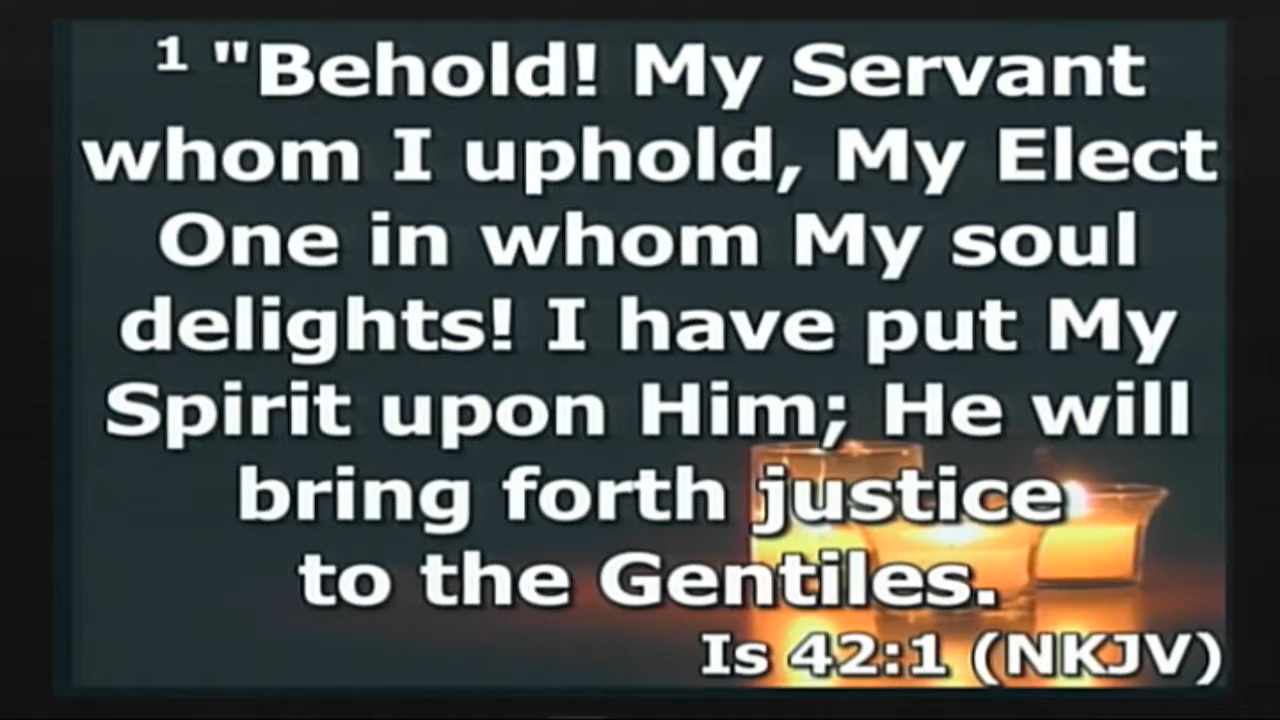 1 "Behold! My Servant
whom I uphold, My Elect
One in whom My soul
delights! I have put My
Spirit upon Him; He will
bring forth justice
to the Gentiles.
Is 42:1 (NKJV)